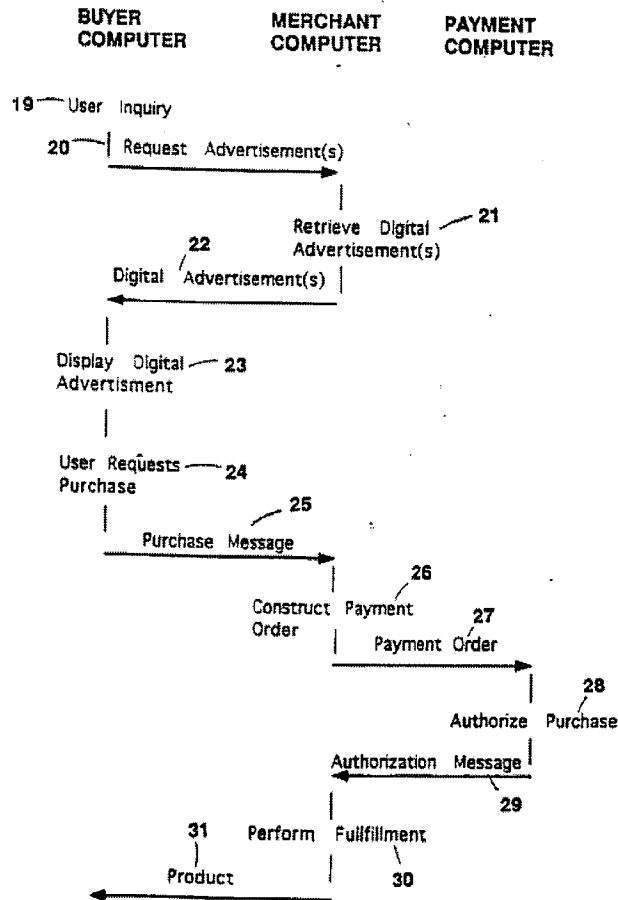 BUYER COMPUTER
MERCHANT COMPUTER
PAYMENT COMPUTER
19 User Inquiry
20 Request Advertisement(s)
Retrieve Digital 21
Advertisement(s)
22
Digital Advertisement(s)
Display Digital 23
Advertisment
User Requests 24
Purchase
25
Purchase Message
26
Construct Payment
Order
27
Payment Order
28
Authorize Purchase
Authorization Message
29
Perform Fullfillment
30
31
Product